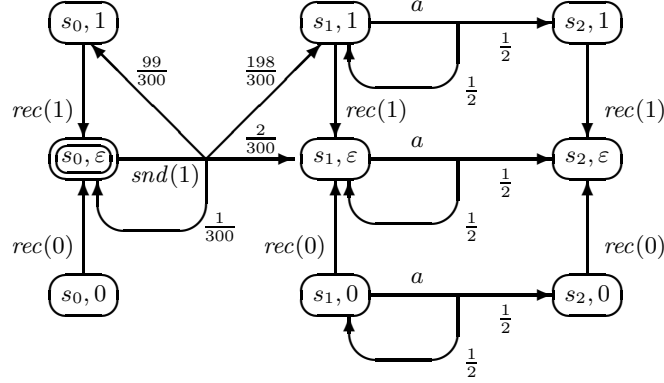 s₀, 1 s₁, 1 a 1/2 s₂, 1
99/300 198/300 1/2
rec(1) rec(1) rec(1)
s₀, ε snd(1) 2/300 s₁, ε a 1/2 s₂, ε
1/300 1/2
rec(0) rec(0) rec(0)
s₀, 0 s₁, 0 a 1/2 s₂, 0
1/2